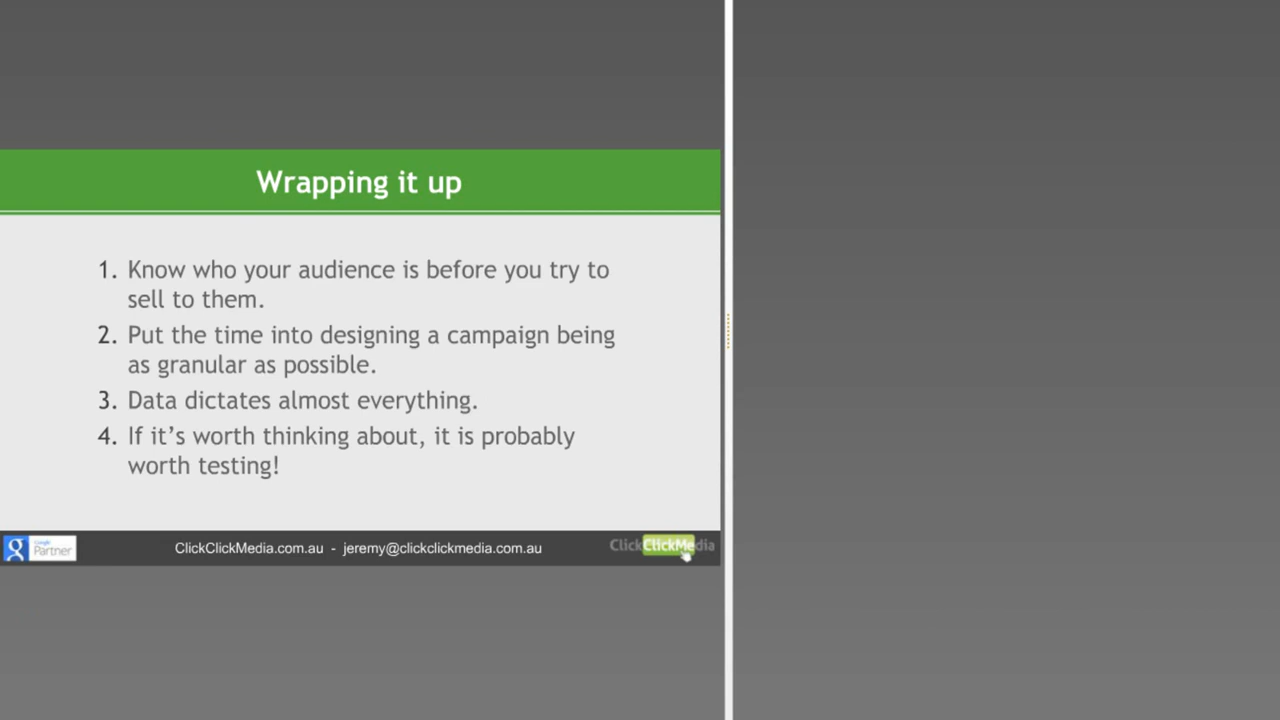 Wrapping it up
1. Know who your audience is before you try to
sell to them.
2. Put the time into designing a campaign being
as granular as possible.
3. Data dictates almost everything.
4. If it's worth thinking about, it is probably
worth testing!
g Google Partner
ClickClickMedia.com.au - jeremy@clickclickmedia.com.au
ClickClickMedia